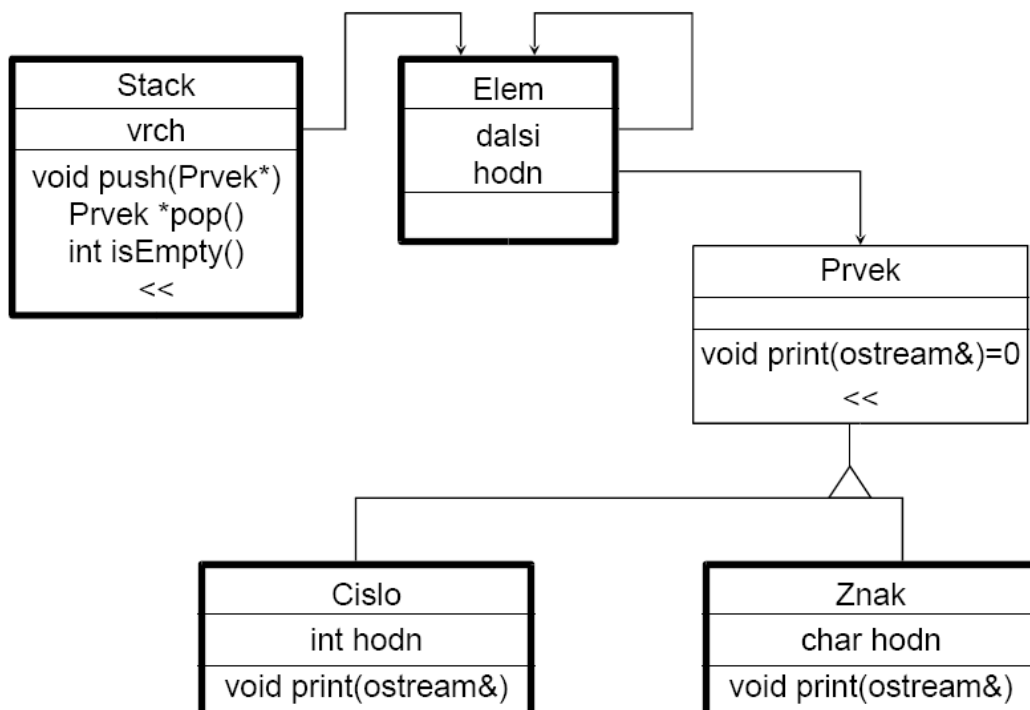 Stack
vrch
void push(Prvek*)
Prvek *pop()
int isEmpty()
<<
Elem
dalsi
hodn
Prvek
void print(ostream&)=0
<<
Cislo
int hodn
void print(ostream&)
Znak
char hodn
void print(ostream&)